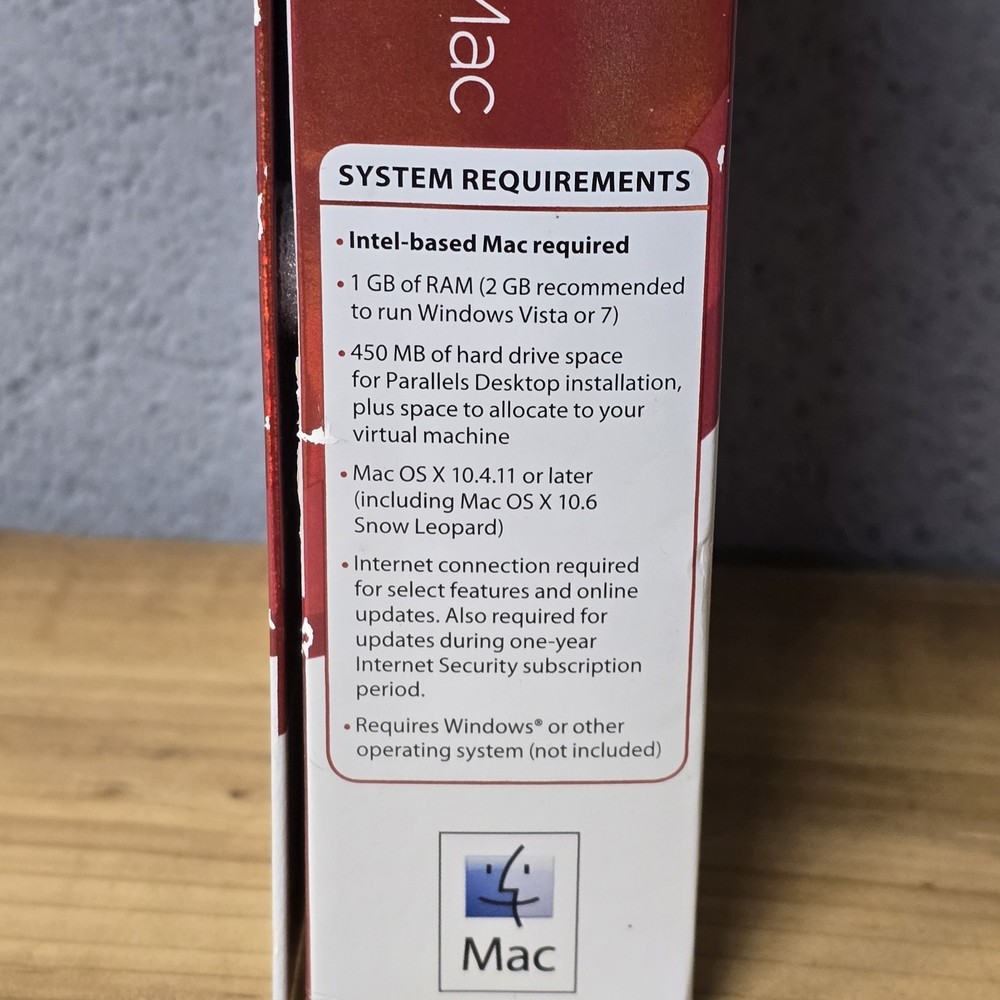 Mac
SYSTEM REQUIREMENTS
• Intel-based Mac required
• 1 GB of RAM (2 GB recommended
to run Windows Vista or 7)
• 450 MB of hard drive space
for Parallels Desktop installation,
plus space to allocate to your
virtual machine
• Mac OS X 10.4.11 or later
(including Mac OS X 10.6
Snow Leopard)
• Internet connection required
for select features and online
updates. Also required for
updates during one-year
Internet Security subscription
period.
• Requires Windows® or other
operating system (not included)
Mac